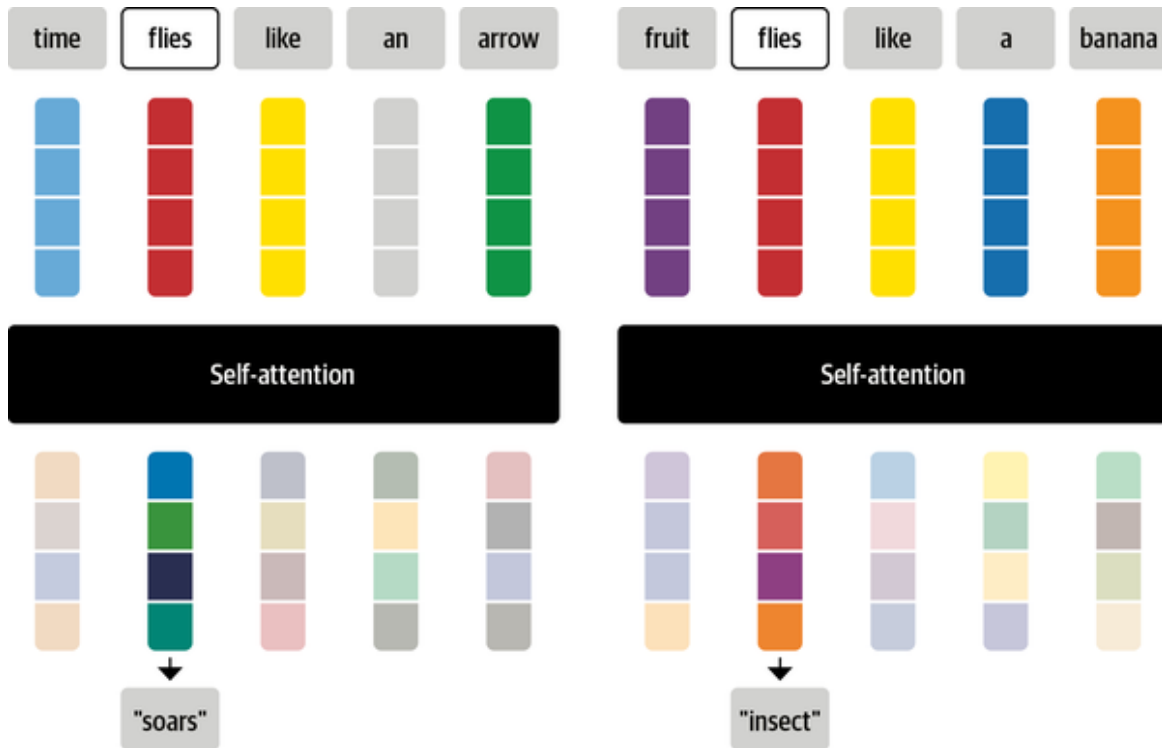 time flies like an arrow
fruit flies like a banana
Self-attention
Self-attention
"soars"
"insect"